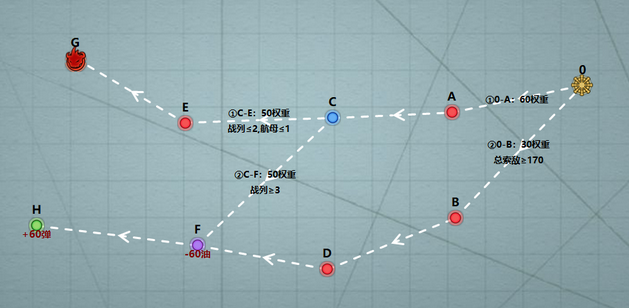 G
0
A
①0-A: 60权重
C
E
①C-E: 50权重
战列≤2,航母≤1
②0-B: 30权重
总索敌≥170
②C-F: 50权重
战列≥3
B
H
+60弹
F
-60油
D